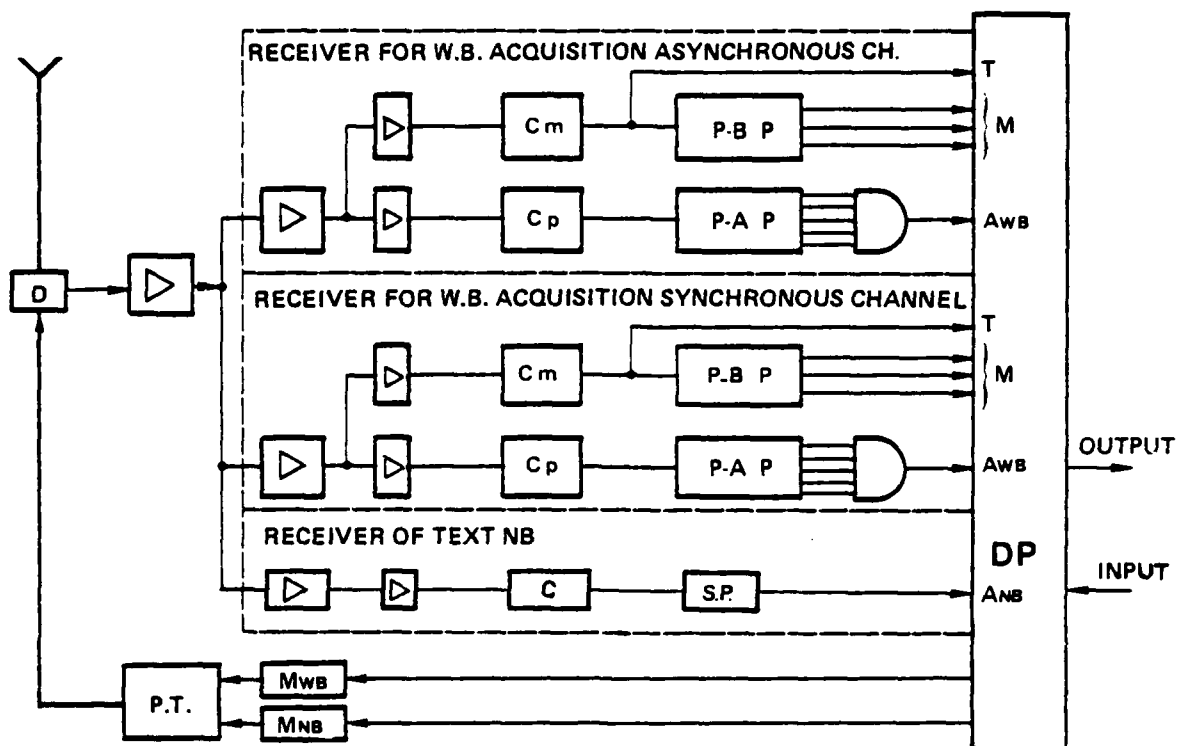 RECEIVER FOR W.B. ACQUISITION ASYNCHRONOUS CH.
T
Cm
P-B P
M
Cp
P-A P
AWB
D
RECEIVER FOR W.B. ACQUISITION SYNCHRONOUS CHANNEL
T
Cm
P-B P
M
Cp
P-A P
AWB
OUTPUT
RECEIVER OF TEXT NB
DP
INPUT
C
S.P.
ANB
P.T.
MWB
MNB